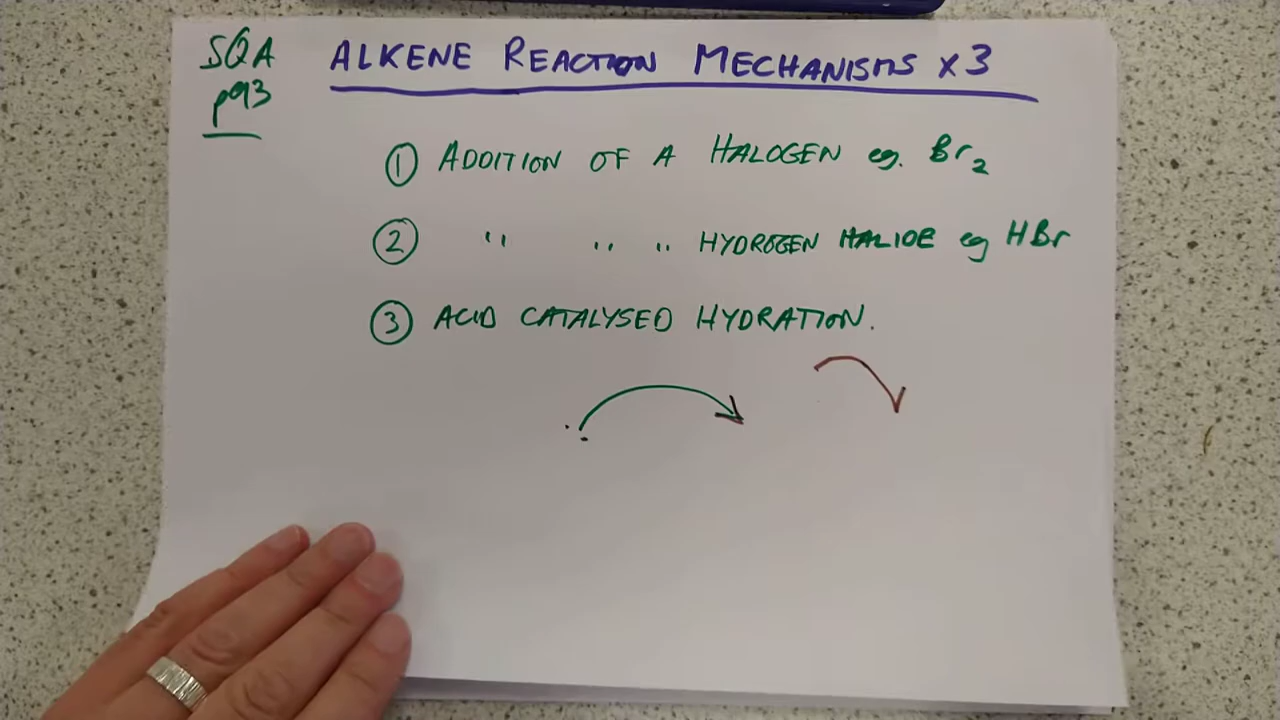 SQA
p93
ALKENE REACTION MECHANISMS x3
① ADDITION OF A HALOGEN eg. Br₂
② " " " HYDROGEN HALIDE eg HBr
③ ACID CATALYSED HYDRATION.